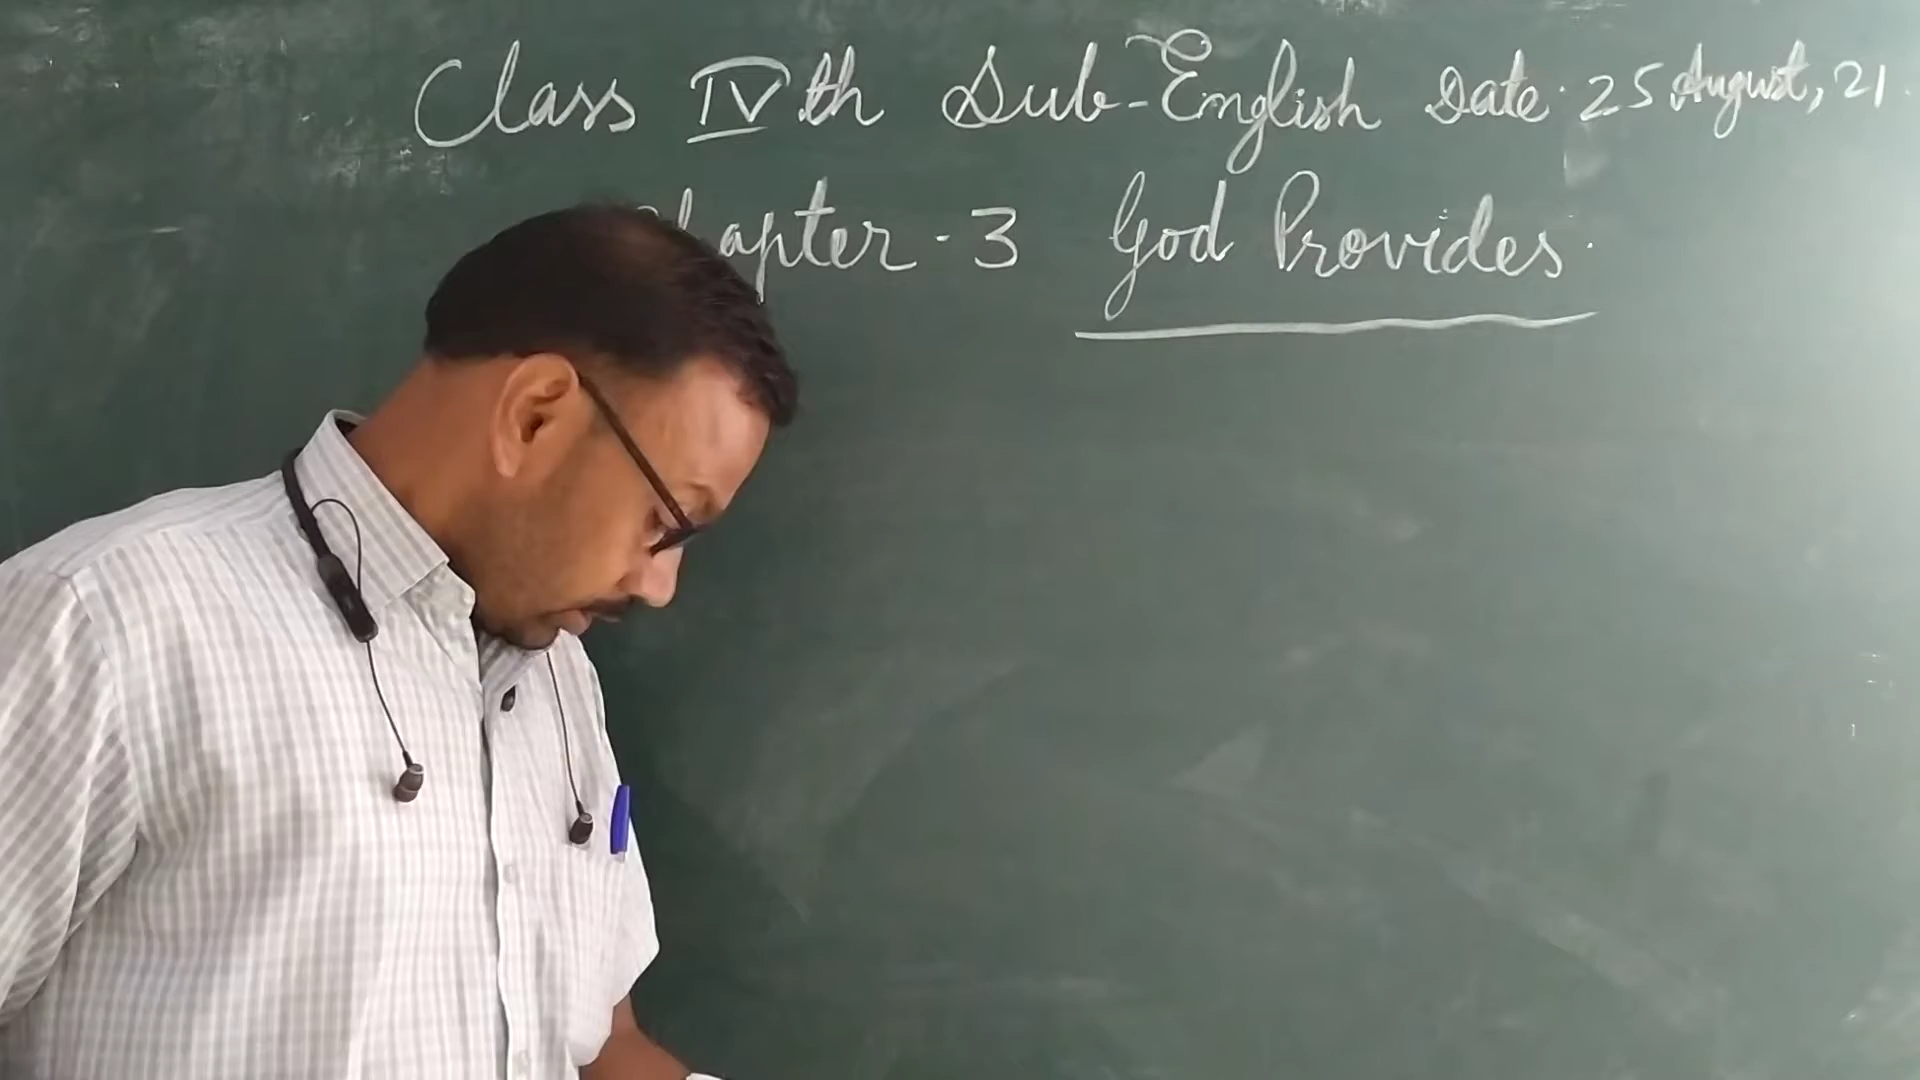 Class IVth Sub-English Date. 25 August, 21.
Chapter-3 God Provides.